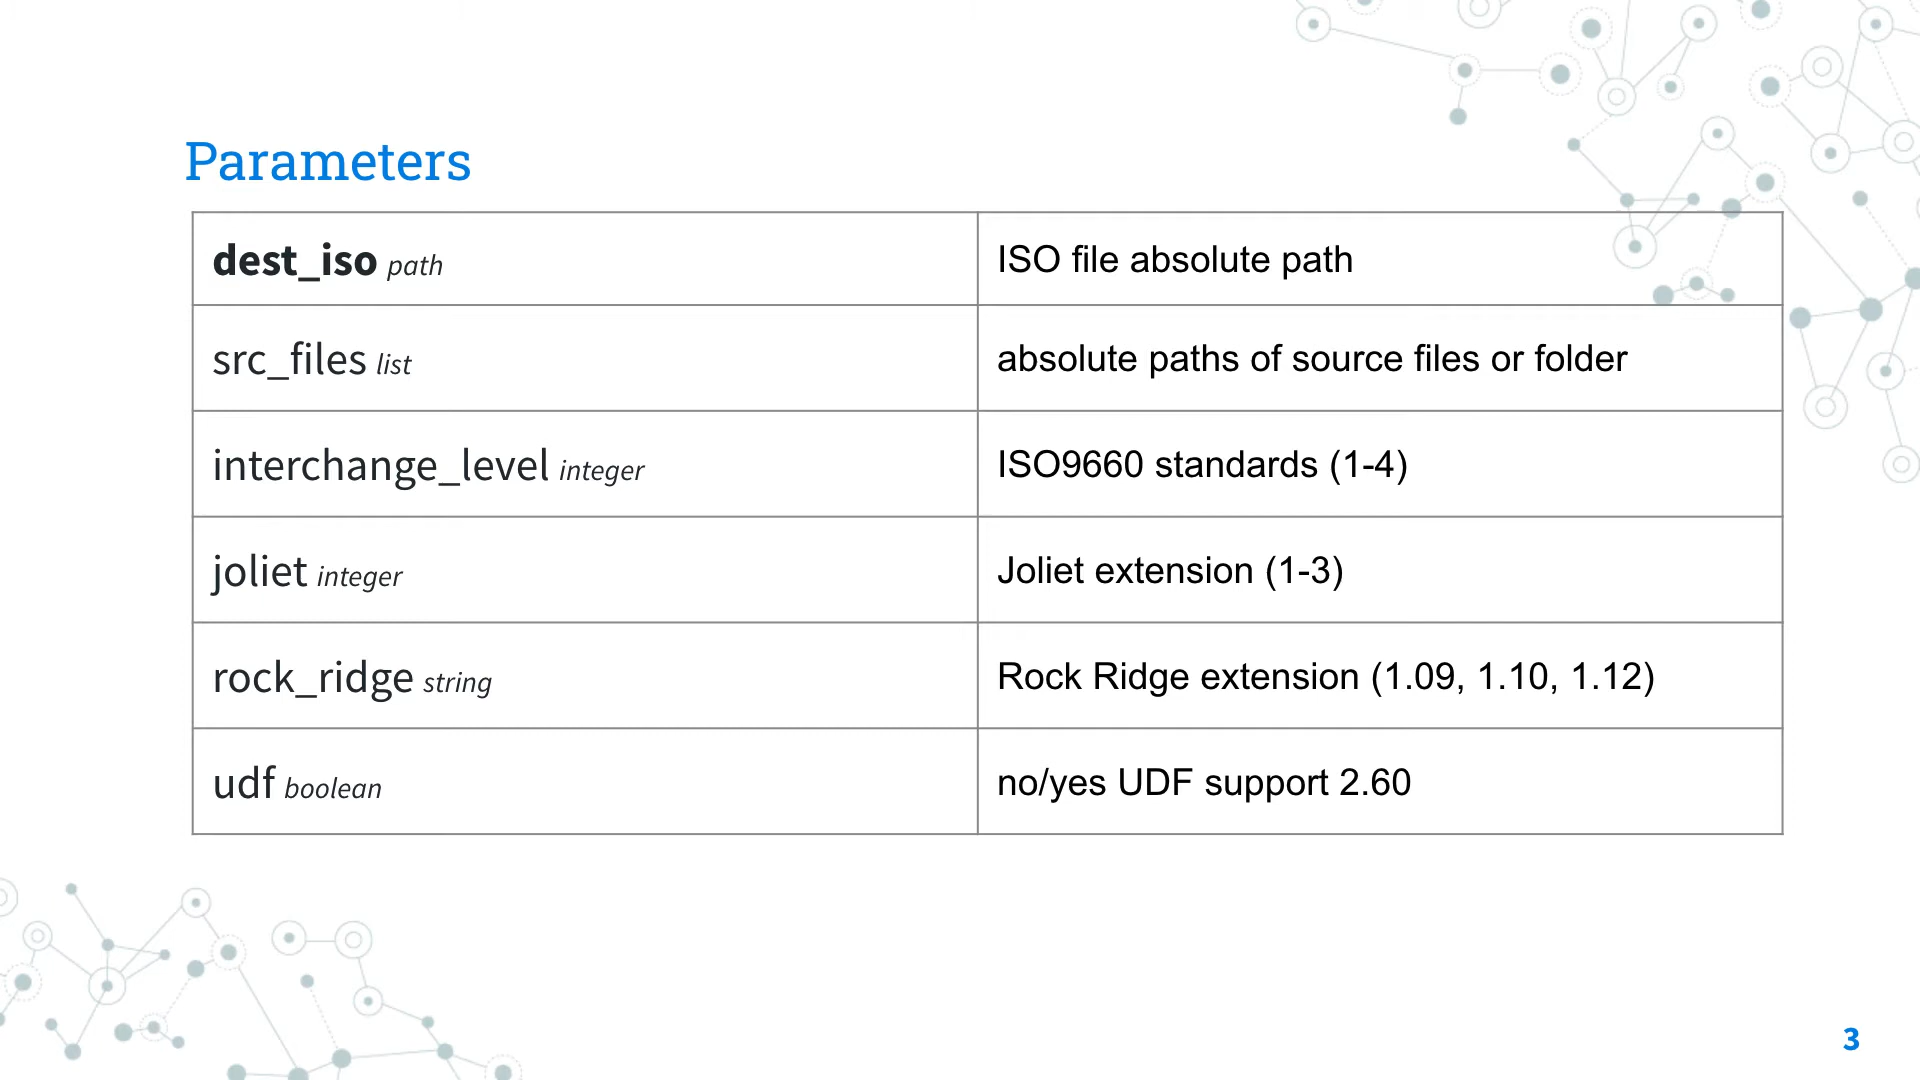 Parameters
dest_iso path ISO file absolute path
src_files list absolute paths of source files or folder
interchange_level integer ISO9660 standards (1-4)
joliet integer Joliet extension (1-3)
rock_ridge string Rock Ridge extension (1.09, 1.10, 1.12)
udf boolean no/yes UDF support 2.60
3